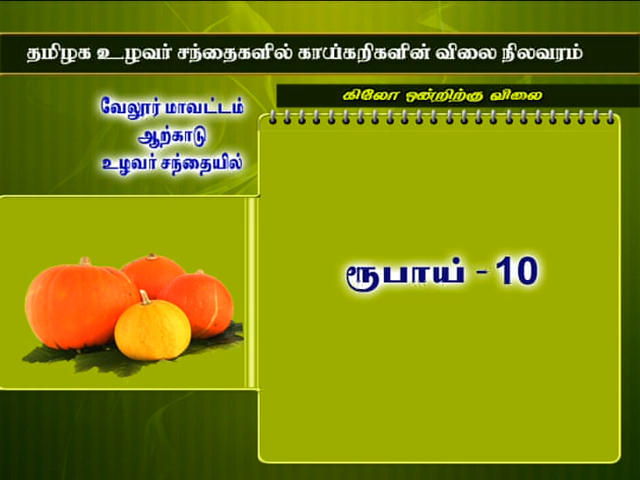 தமிழக உழவர் சந்தைகளில் காய்கறிகளின் விலை நிலவரம்
கிலோ ஒன்றிற்கு விலை
வேலூர் மாவட்டம்
ஆற்காடு
உழவர் சந்தையில்
ரூபாய் - 10